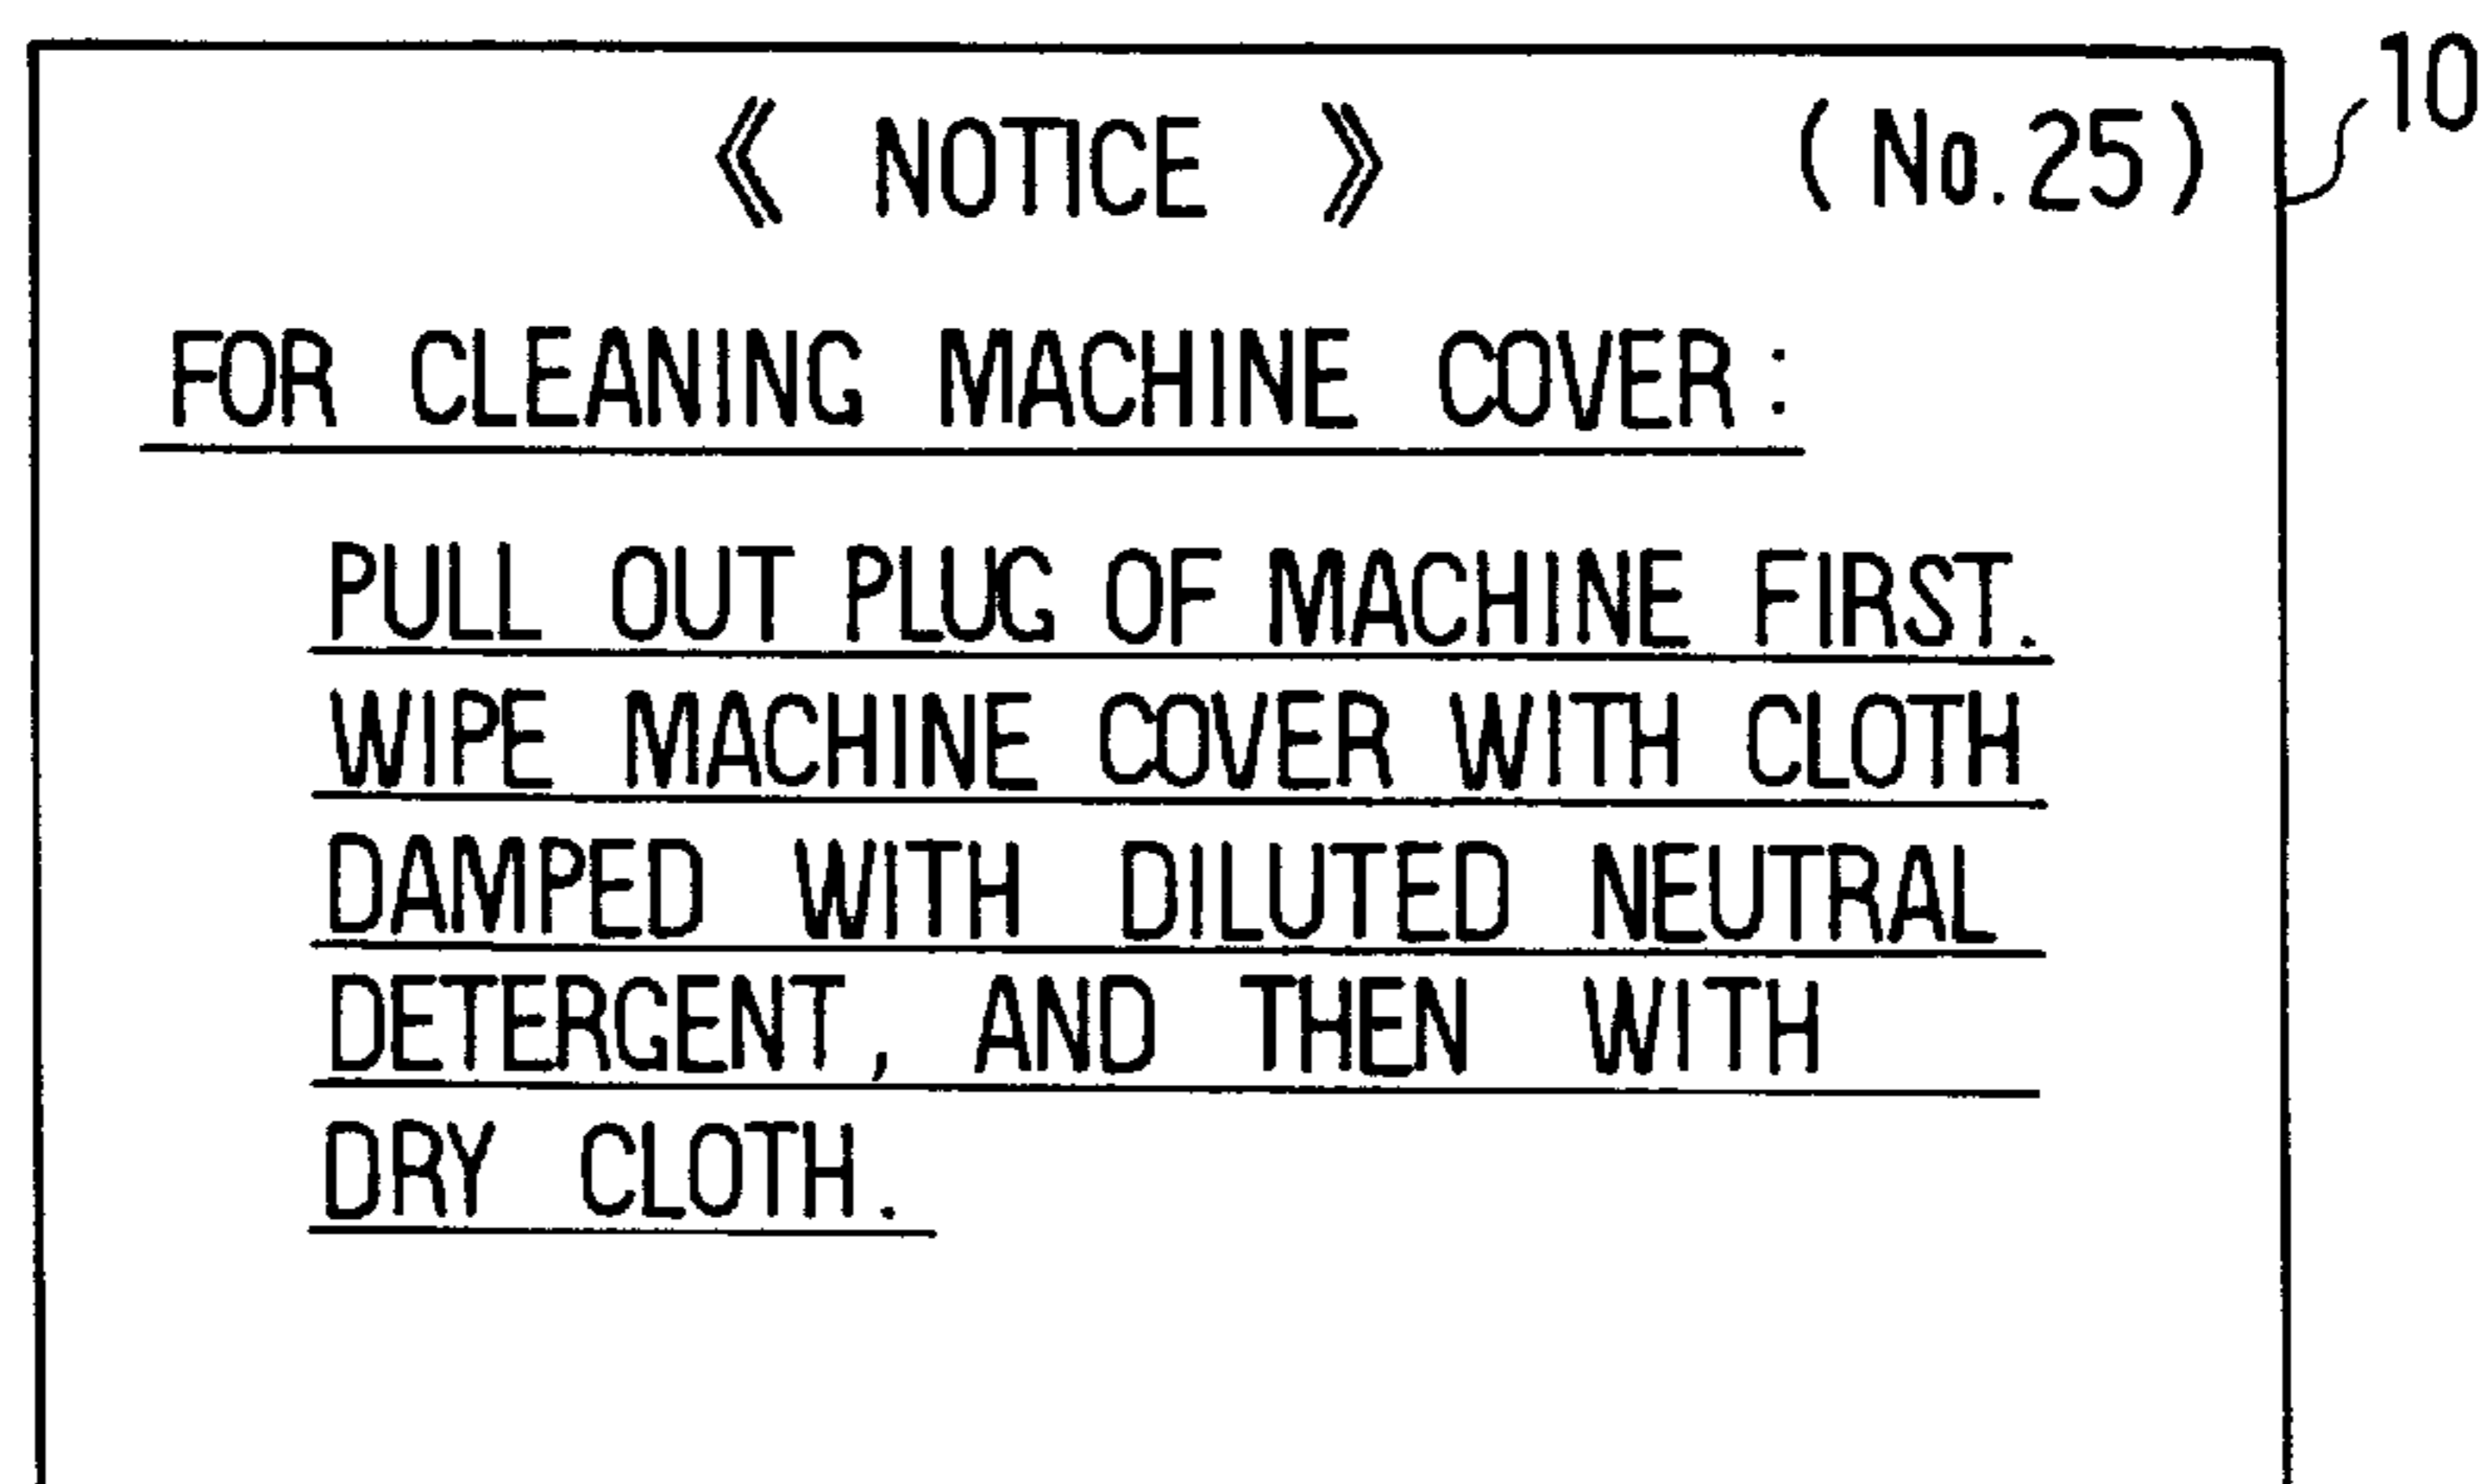 《 NOTICE 》 (No.25) 10
FOR CLEANING MACHINE COVER:
PULL OUT PLUG OF MACHINE FIRST.
WIPE MACHINE COVER WITH CLOTH
DAMPED WITH DILUTED NEUTRAL
DETERGENT, AND THEN WITH
DRY CLOTH.